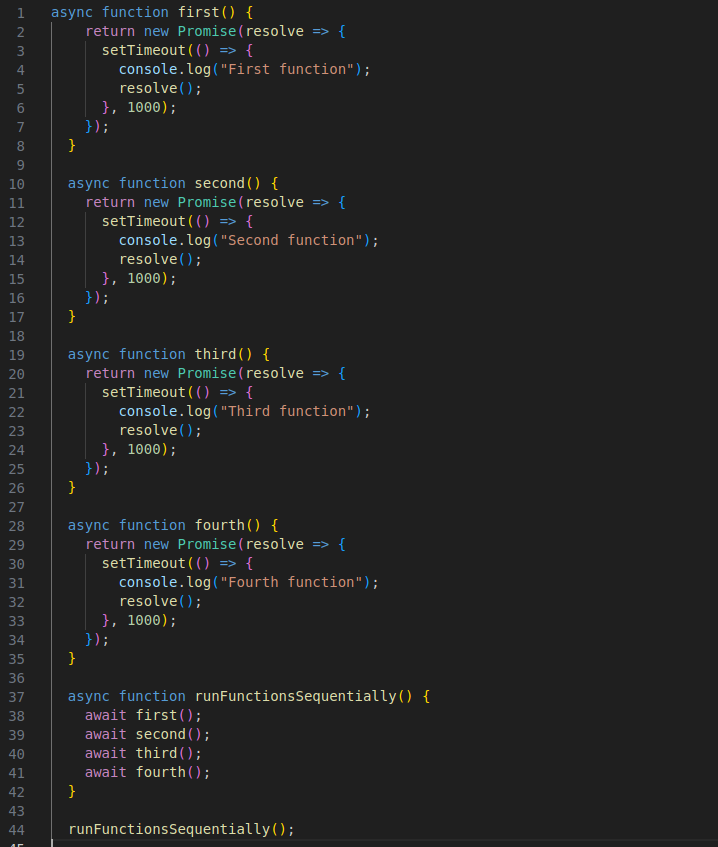 1 async function first() {
2     return new Promise(resolve => {
3       setTimeout(() => {
4         console.log("First function");
5         resolve();
6       }, 1000);
7     });
8   }
9
10   async function second() {
11     return new Promise(resolve => {
12       setTimeout(() => {
13         console.log("Second function");
14         resolve();
15       }, 1000);
16     });
17   }
18
19   async function third() {
20     return new Promise(resolve => {
21       setTimeout(() => {
22         console.log("Third function");
23         resolve();
24       }, 1000);
25     });
26   }
27
28   async function fourth() {
29     return new Promise(resolve => {
30       setTimeout(() => {
31         console.log("Fourth function");
32         resolve();
33       }, 1000);
34     });
35   }
36
37   async function runFunctionsSequentially() {
38     await first();
39     await second();
40     await third();
41     await fourth();
42   }
43
44   runFunctionsSequentially();
45